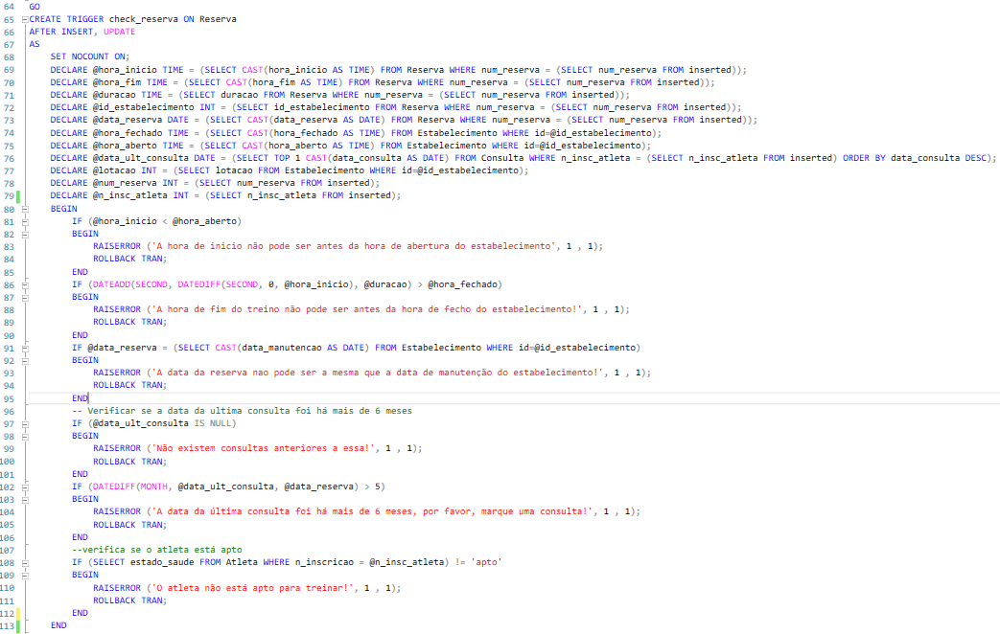 64 GO
65 CREATE TRIGGER check_reserva ON Reserva
66 AFTER INSERT, UPDATE
67 AS
68 SET NOCOUNT ON;
69 DECLARE @hora_inicio TIME = (SELECT CAST(hora_inicio AS TIME) FROM Reserva WHERE num_reserva = (SELECT num_reserva FROM inserted));
70 DECLARE @hora_fim TIME = (SELECT CAST(hora_fim AS TIME) FROM Reserva WHERE num_reserva = (SELECT num_reserva FROM inserted));
71 DECLARE @duracao TIME = (SELECT duracao FROM Reserva WHERE num_reserva = (SELECT num_reserva FROM inserted));
72 DECLARE @id_estabelecimento INT = (SELECT id_estabelecimento FROM Reserva WHERE num_reserva = (SELECT num_reserva FROM inserted));
73 DECLARE @data_reserva DATE = (SELECT CAST(data_reserva AS DATE) FROM Reserva WHERE num_reserva = (SELECT num_reserva FROM inserted));
74 DECLARE @hora_fechado TIME = (SELECT CAST(hora_fechado AS TIME) FROM Estabelecimento WHERE id=@id_estabelecimento);
75 DECLARE @hora_aberto TIME = (SELECT CAST(hora_aberto AS TIME) FROM Estabelecimento WHERE id=@id_estabelecimento);
76 DECLARE @data_ult_consulta DATE = (SELECT TOP 1 CAST(data_consulta AS DATE) FROM Consulta WHERE n_insc_atleta = (SELECT n_insc_atleta FROM inserted) ORDER BY data_consulta DESC);
77 DECLARE @lotacao INT = (SELECT lotacao FROM Estabelecimento WHERE id=@id_estabelecimento);
78 DECLARE @num_reserva INT = (SELECT num_reserva FROM inserted);
79 DECLARE @n_insc_atleta INT = (SELECT n_insc_atleta FROM inserted);
80 BEGIN
81 IF (@hora_inicio < @hora_aberto)
82 BEGIN
83 RAISERROR ('A hora de inicio não pode ser antes da hora de abertura do estabelecimento', 1 , 1);
84 ROLLBACK TRAN;
85 END
86 IF (DATEADD(SECOND, DATEDIFF(SECOND, 0, @hora_inicio), @duracao) > @hora_fechado)
87 BEGIN
88 RAISERROR ('A hora de fim do treino não pode ser antes da hora de fecho do estabelecimento!', 1 , 1);
89 ROLLBACK TRAN;
90 END
91 IF @data_reserva = (SELECT CAST(data_manutencao AS DATE) FROM Estabelecimento WHERE id=@id_estabelecimento)
92 BEGIN
93 RAISERROR ('A data da reserva nao pode ser a mesma que a data de manutenção do estabelecimento!', 1 , 1);
94 ROLLBACK TRAN;
95 END
96 -- Verificar se a data da ultima consulta foi há mais de 6 meses
97 IF (@data_ult_consulta IS NULL)
98 BEGIN
99 RAISERROR ('Não existem consultas anteriores a essa!', 1 , 1);
100 ROLLBACK TRAN;
101 END
102 IF (DATEDIFF(MONTH, @data_ult_consulta, @data_reserva) > 5)
103 BEGIN
104 RAISERROR ('A data da última consulta foi há mais de 6 meses, por favor, marque uma consulta!', 1 , 1);
105 ROLLBACK TRAN;
106 END
107 --verifica se o atleta está apto
108 IF (SELECT estado_saude FROM Atleta WHERE n_inscricao = @n_insc_atleta) != 'apto'
109 BEGIN
110 RAISERROR ('O atleta não está apto para treinar!', 1 , 1);
111 ROLLBACK TRAN;
112 END
113 END